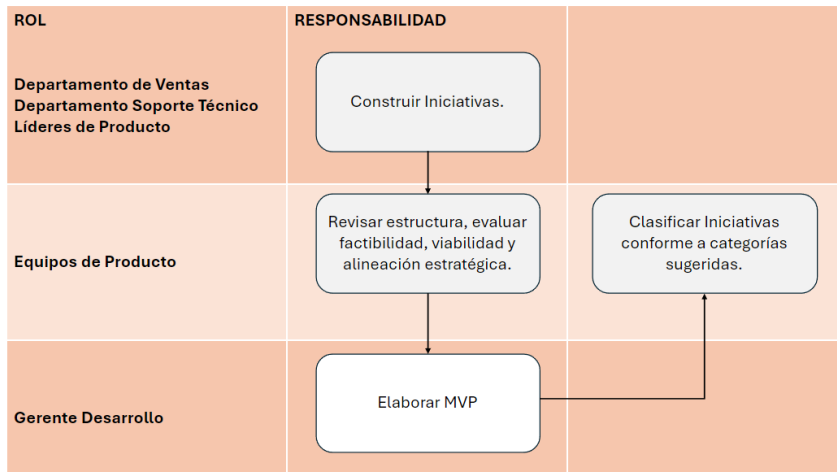 ROL
RESPONSABILIDAD
Departamento de Ventas
Departamento Soporte Técnico
Líderes de Producto
Construir Iniciativas.
Equipos de Producto
Revisar estructura, evaluar
factibilidad, viabilidad y
alineación estratégica.
Clasificar Iniciativas
conforme a categorías
sugeridas.
Gerente Desarrollo
Elaborar MVP